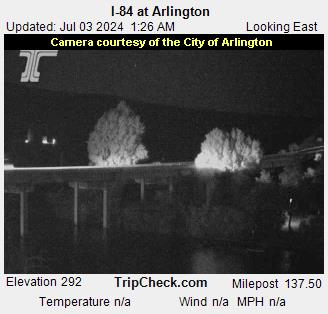 I-84 at Arlington
Updated: Jul 03 2024 1:26 AM Looking East
Camera courtesy of the City of Arlington
Elevation 292 TripCheck.com Milepost 137.50
Temperature n/a Wind n/a MPH n/a